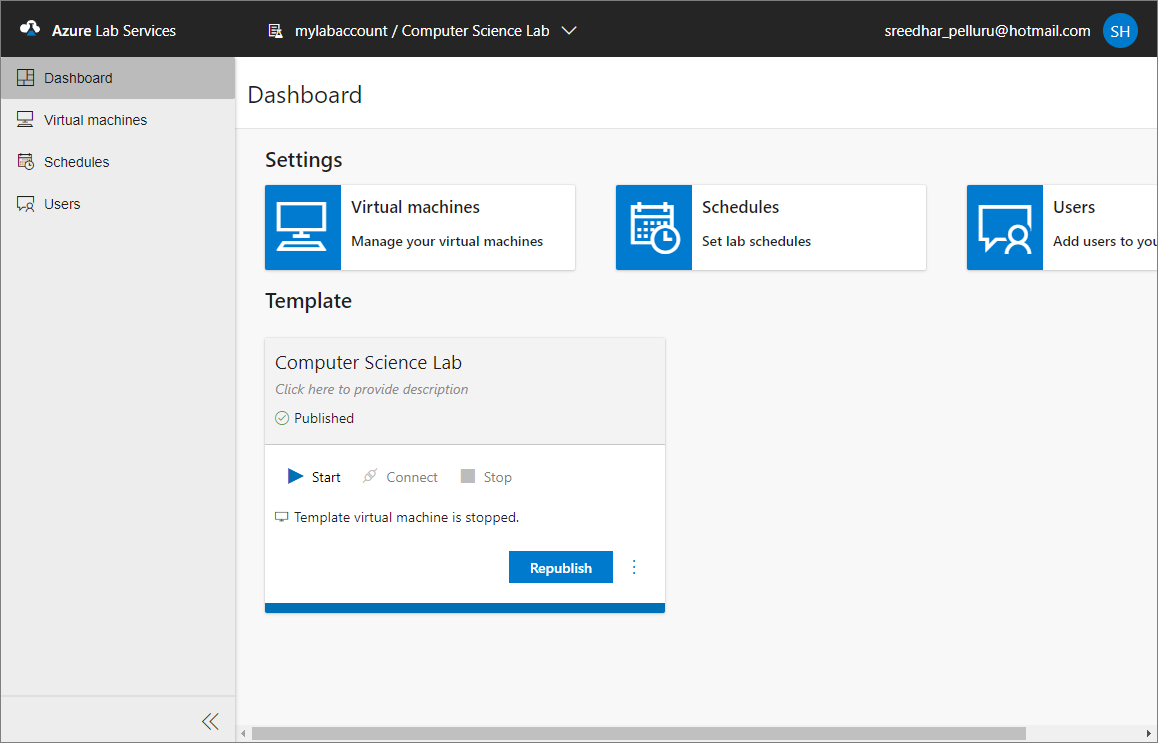 Azure Lab Services
mylabaccount / Computer Science Lab
sreedhar_pelluru@hotmail.com
SH
Dashboard
Virtual machines
Schedules
Users
Dashboard
Settings
Virtual machines
Manage your virtual machines
Schedules
Set lab schedules
Users
Add users to you
Template
Computer Science Lab
Click here to provide description
Published
Start Connect Stop
Template virtual machine is stopped.
Republish